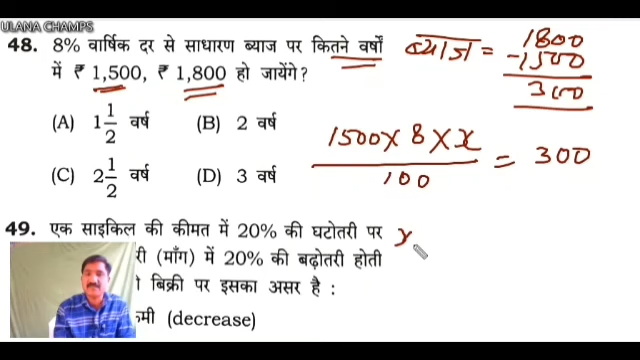 ULANA CHAMPS
48. 8% वार्षिक दर से साधारण ब्याज पर कितने वर्षों
में ₹ 1,500, ₹ 1,800 हो जायेंगे?
(A) 1 1/2 वर्ष (B) 2 वर्ष
(C) 2 1/2 वर्ष (D) 3 वर्ष
ब्याज = 1800
-1500
300
1500 x 8 x x / 100 = 300
49. एक साइकिल की कीमत में 20% की घटोतरी पर
री (माँग) में 20% की बढ़ोतरी होती
बिक्री पर इसका असर है :
मी (decrease)